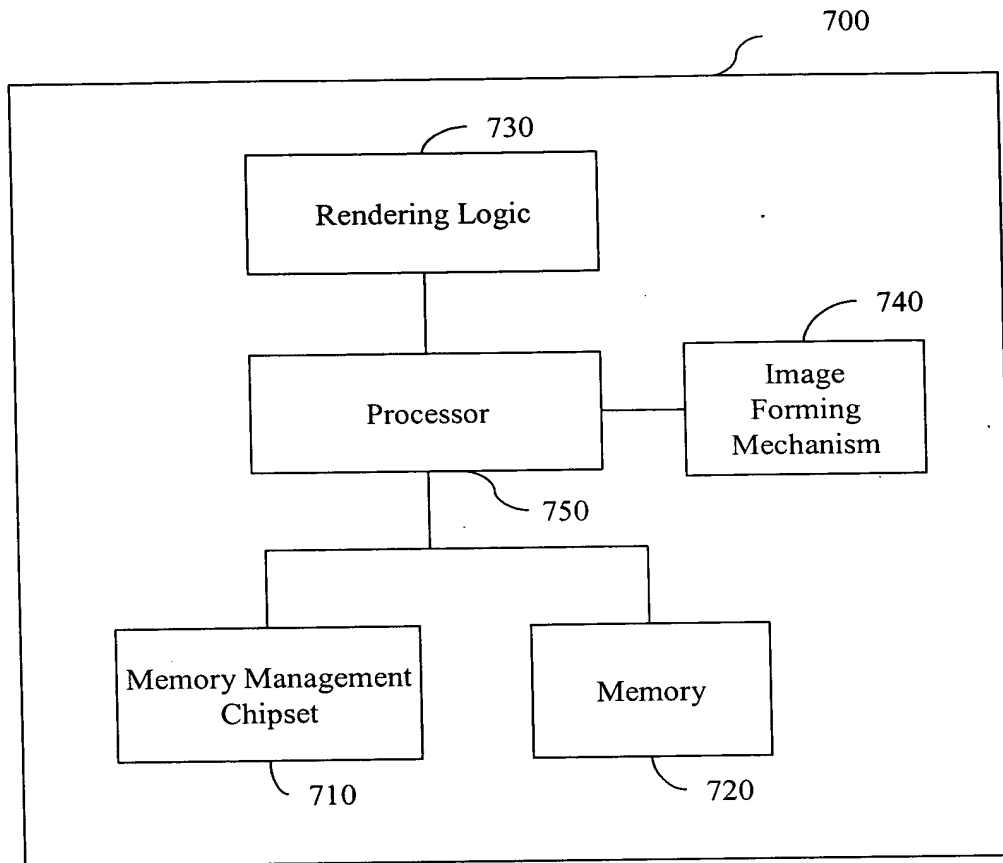 700
730
Rendering Logic
740
Image
Forming
Mechanism
Processor
750
Memory Management
Chipset
Memory
710
720